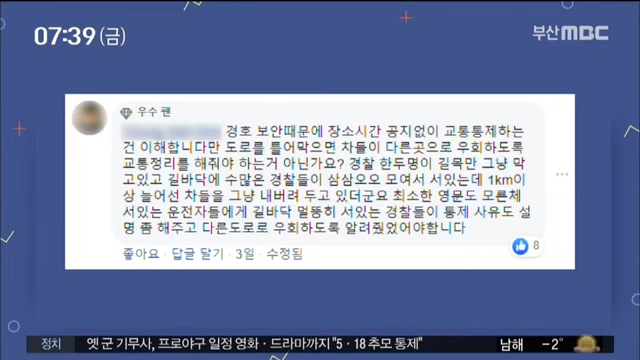 07:39(금)
부산MBC
우수 팬
경호 보안때문에 장소시간 공지없이 교통통제하는
건 이해합니다만 도로를 틀어막으면 차들이 다른곳으로 우회하도록
교통정리를 해줘야 하는거 아닌가요? 경찰 한두명이 길목만 그냥 막
고있고 길바닥에 수많은 경찰들이 삼삼오오 모여서 서있는데 1km이
상 늘어선 차들을 그냥 내버려 두고 있더군요 최소한 영문도 모른체
서있는 운전자들에게 길바닥 멀뚱히 서있는 경찰들이 통제 사유도 설
명 좀 해주고 다른도로로 우회하도록 알려줬었어야합니다
8
좋아요 · 답글 달기 · 3일 · 수정됨
정치 옛 군 기무사, 프로야구 일정 영화·드라마까지 "5·18 추모 통제" 남해 -2°